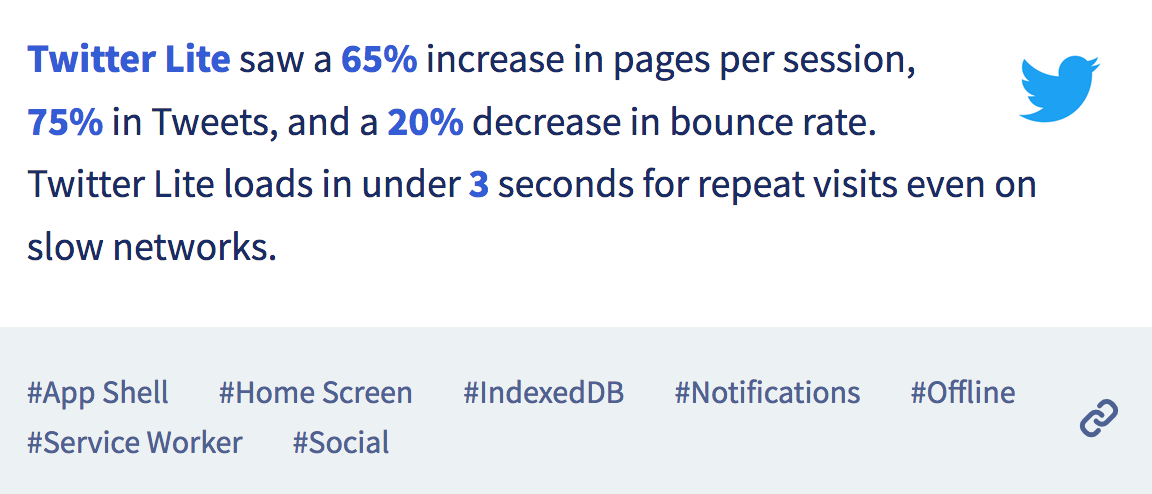 Twitter Lite saw a 65% increase in pages per session,
75% in Tweets, and a 20% decrease in bounce rate.
Twitter Lite loads in under 3 seconds for repeat visits even on
slow networks.
#App Shell #Home Screen #IndexedDB #Notifications #Offline
#Service Worker #Social